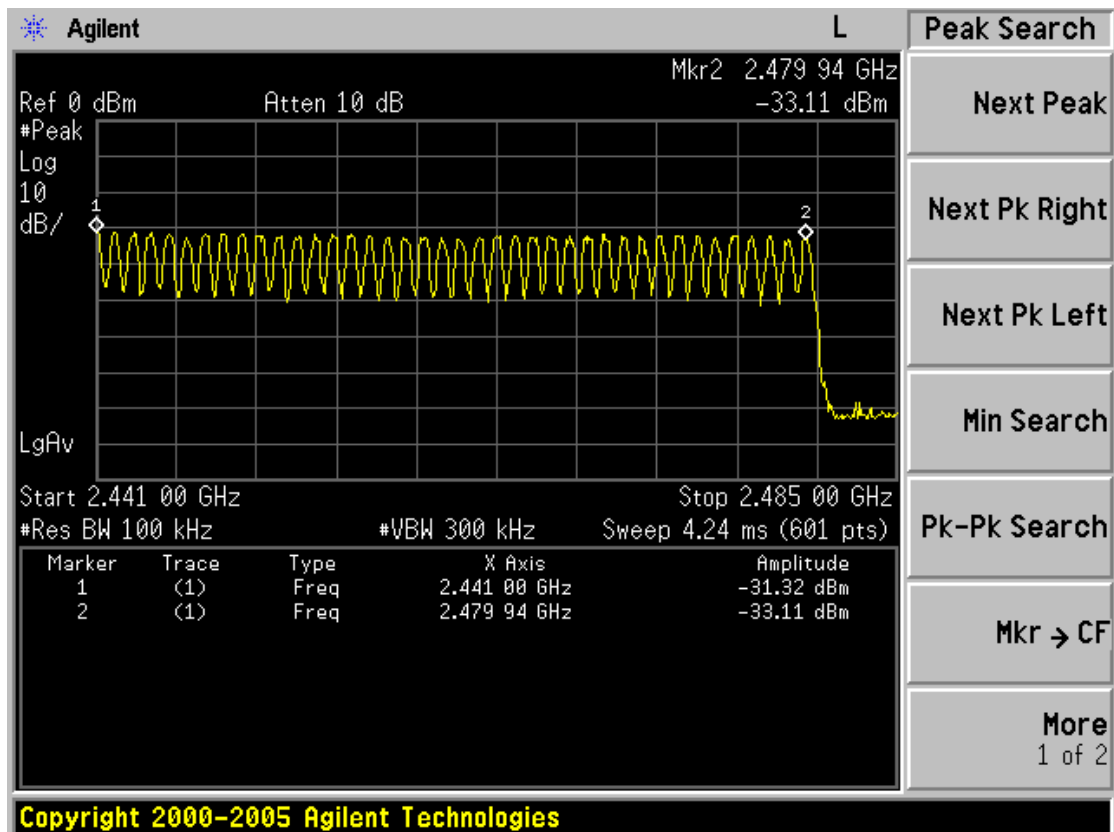 Agilent L
Peak Search
Mkr2 2.479 94 GHz
Ref 0 dBm Atten 10 dB -33.11 dBm
#Peak
Log
10
dB/
1
2
LgAv
Start 2.441 00 GHz Stop 2.485 00 GHz
#Res BW 100 kHz #VBW 300 kHz Sweep 4.24 ms (601 pts)
Marker Trace Type X Axis Amplitude
1 (1) Freq 2.441 00 GHz -31.32 dBm
2 (1) Freq 2.479 94 GHz -33.11 dBm
Next Peak
Next Pk Right
Next Pk Left
Min Search
Pk-Pk Search
Mkr → CF
More
1 of 2
Copyright 2000-2005 Agilent Technologies